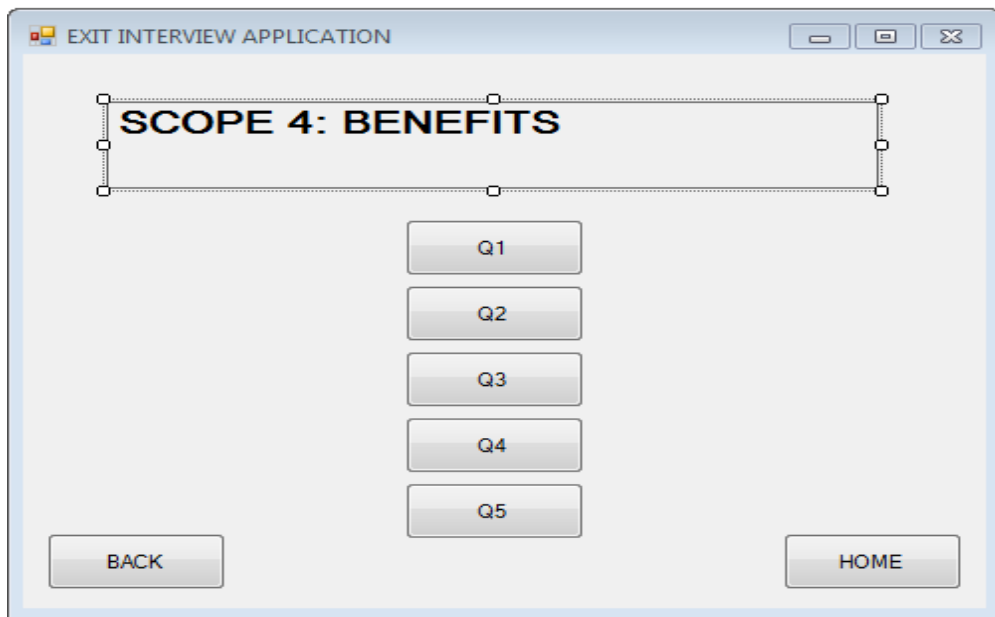 EXIT INTERVIEW APPLICATION
SCOPE 4: BENEFITS
Q1
Q2
Q3
Q4
Q5
BACK
HOME